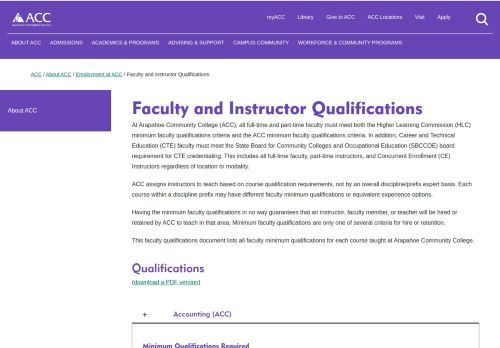 ACC
myACC Library Give to ACC ACC Locations Visit Apply
ABOUT ACC ADMISSIONS ACADEMICS & PROGRAMS ADVISING & SUPPORT CAMPUS COMMUNITY WORKFORCE & COMMUNITY PROGRAMS
ACC / About ACC / Employment at ACC / Faculty and Instructor Qualifications
About ACC
Faculty and Instructor Qualifications
At Arapahoe Community College (ACC), all full-time and part-time faculty must meet both the Higher Learning Commission (HLC)
minimum faculty qualifications criteria and the ACC minimum faculty qualifications criteria. In addition, Career and Technical
Education (CTE) faculty must meet the State Board for Community Colleges and Occupational Education (SBCCOE) board
requirement for CTE credentialing. This includes all full-time faculty, part-time instructors, and Concurrent Enrollment (CE)
Instructors regardless of location or modality.
ACC assigns instructors to teach based on course qualification requirements, not by an overall discipline/prefix expert basis. Each
course within a discipline prefix may have different faculty minimum qualifications or equivalent experience options.
Having the minimum faculty qualifications in no way guarantees that an instructor, faculty member, or teacher will be hired or
retained by ACC to teach in that area. Minimum faculty qualifications are only one of several criteria for hire or retention.
This faculty qualifications document lists all faculty minimum qualifications for each course taught at Arapahoe Community College.
Qualifications
(download a PDF version)
+ Accounting (ACC)
Minimum Qualifications Required